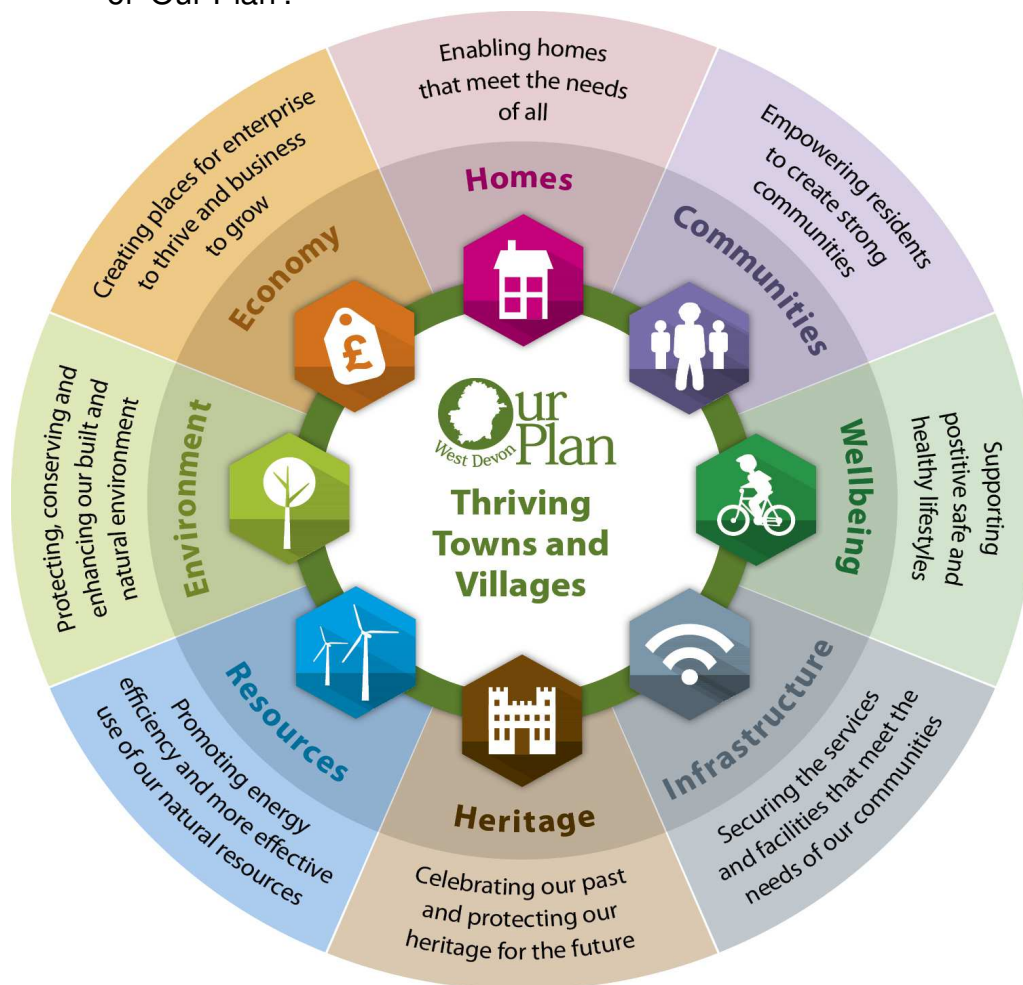 of 'Our Plan'.
Enabling homes
that meet the needs
of all
Homes
Empowering residents
to create strong
communities
Communities
Supporting
postitive safe and
healthy lifestyles
Wellbeing
Securing the services
and facilities that meet the
needs of our communities
Infrastructure
Heritage
Celebrating our past
and protecting our
heritage for the future
Resources
Promoting energy
efficiency and more effective
use of our natural resources
Environment
Protecting, conserving and
enhancing our built and
natural environment
Economy
Creating places for enterprise
to thrive and business
to grow
£
Our
Plan
West Devon
Thriving
Towns and
Villages